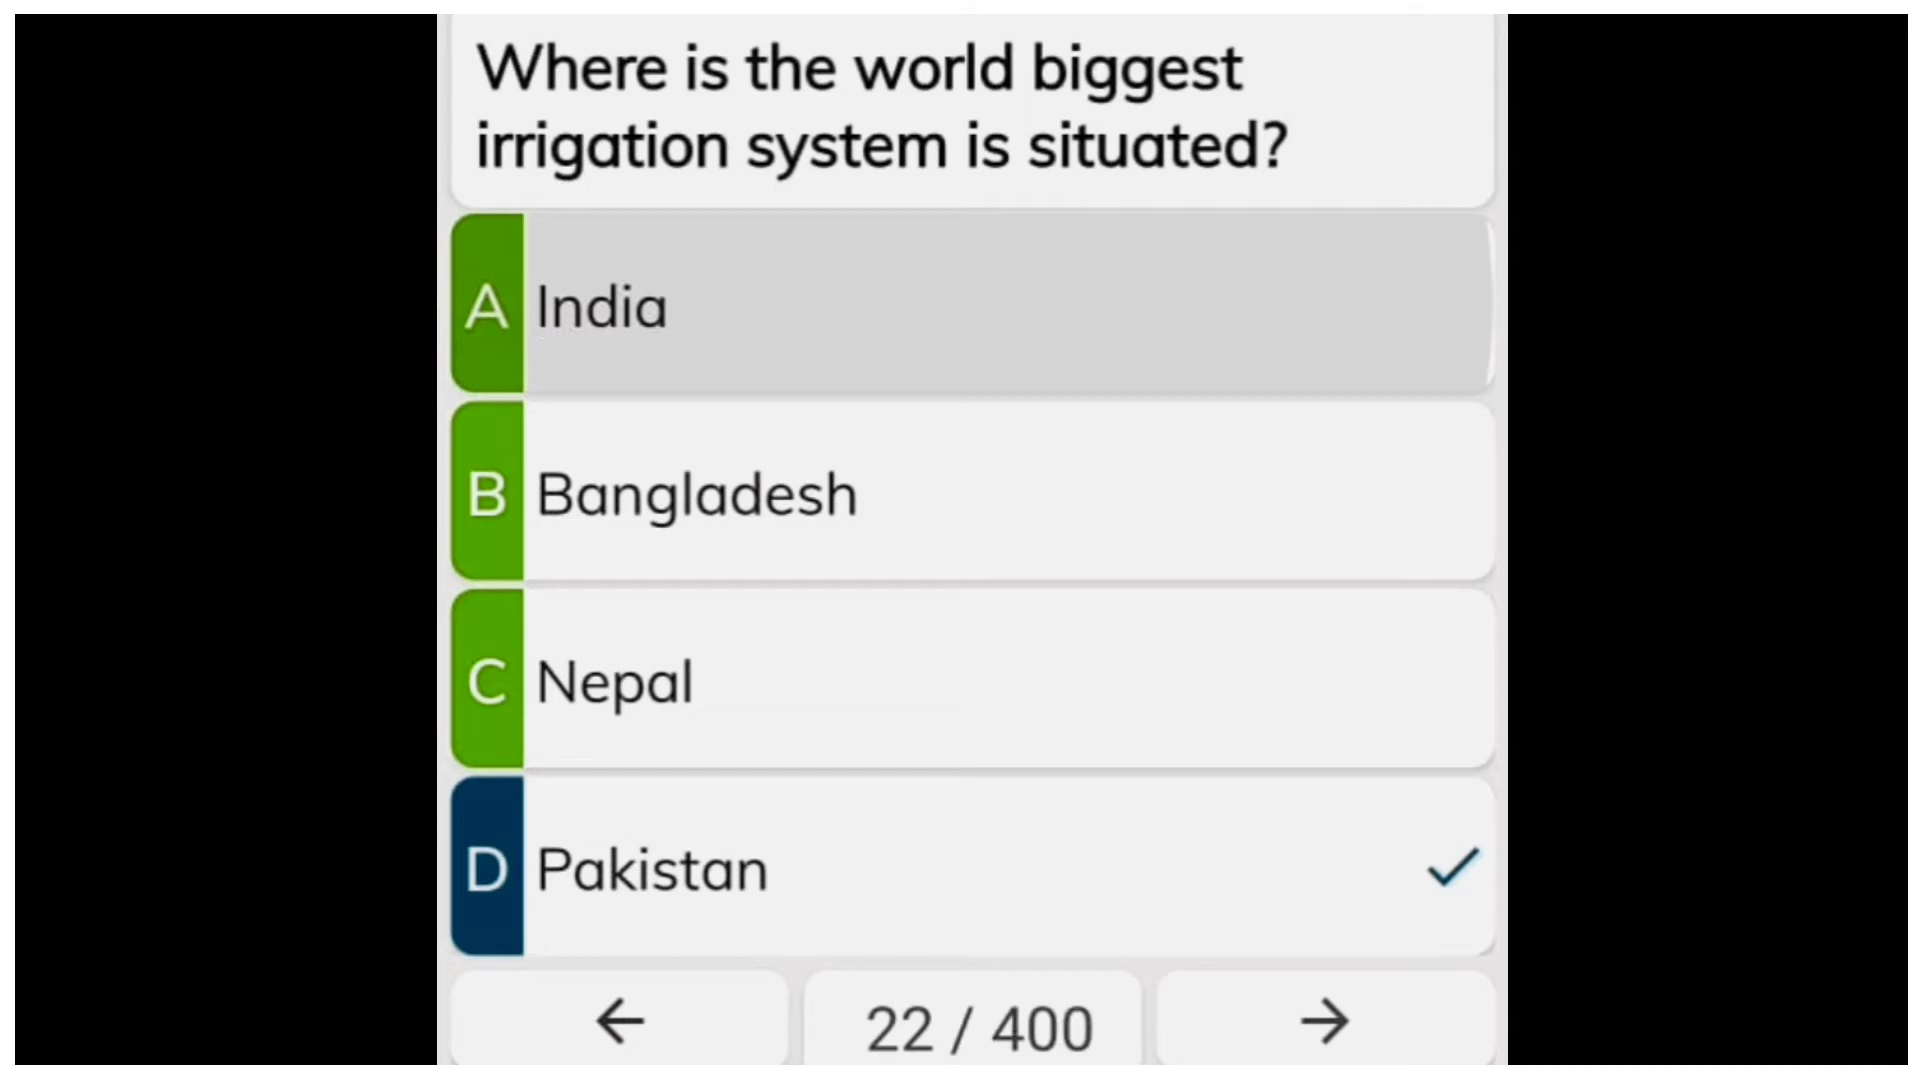 Where is the world biggest
irrigation system is situated?
A India
B Bangladesh
C Nepal
D Pakistan
22 / 400